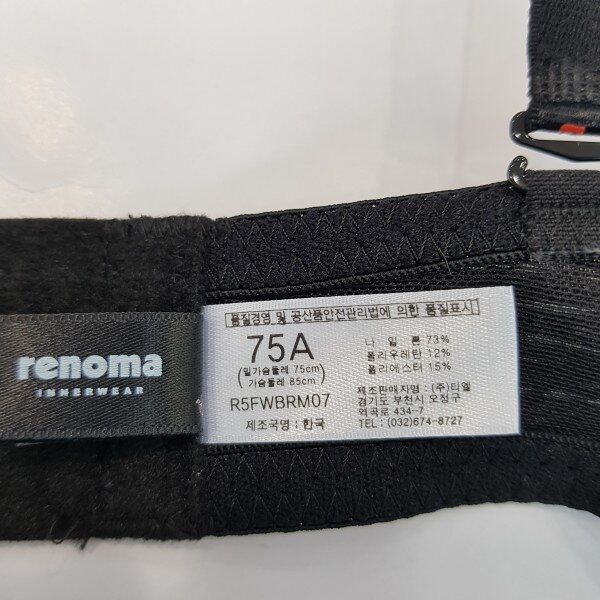 renoma
INNERWEAR
품질경영 및 공산품안전관리법에 의한 품질표시
75A
(밑가슴둘레 75cm)
(가슴둘레 85cm)
R5FWBRM07
제조국명 : 한국
나 일 론 73%
폴리우레탄 12%
폴리에스터 15%
제조판매자명 : (주)티엘
경기도 부천시 오정구
역곡로 434-7
TEL : (032)674-8727